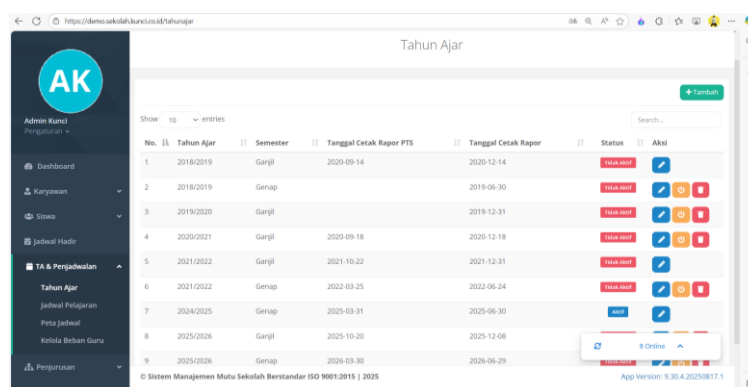 https://demo.sekolah.kunci.co.id/tahunajar
Tahun Ajar
AK
+Tambah
Admin Kunci
Pengaturan
Show 10 entries
Search...
No. Tahun Ajar Semester Tanggal Cetak Rapor PTS Tanggal Cetak Rapor Status Aksi
1 2018/2019 Ganjil 2020-09-14 2020-12-14 Tidak Aktif
Dashboard
2 2018/2019 Genap 2019-06-30 Tidak Aktif
Karyawan
3 2019/2020 Ganjil 2019-12-31 Tidak Aktif
Siswa
4 2020/2021 Ganjil 2020-09-18 2020-12-18 Tidak Aktif
Jadwal Hadir
5 2021/2022 Ganjil 2021-10-22 2021-12-31 Tidak Aktif
TA & Penjadwalan
6 2021/2022 Genap 2022-03-25 2022-06-24 Tidak Aktif
Tahun Ajar
Jadwal Pelajaran
7 2024/2025 Genap 2025-03-31 2025-06-30 Aktif
Peta Jadwal
8 2025/2026 Ganjil 2025-10-20 2025-12-08
Kelola Beban Guru
9 Online
9 2025/2026 Genap 2026-03-30 2026-06-29 Tidak Aktif
Penjurusan
© Sistem Manajemen Mutu Sekolah Berstandar ISO 9001:2015 | 2025
App Version: 9.30.4.20250817.1